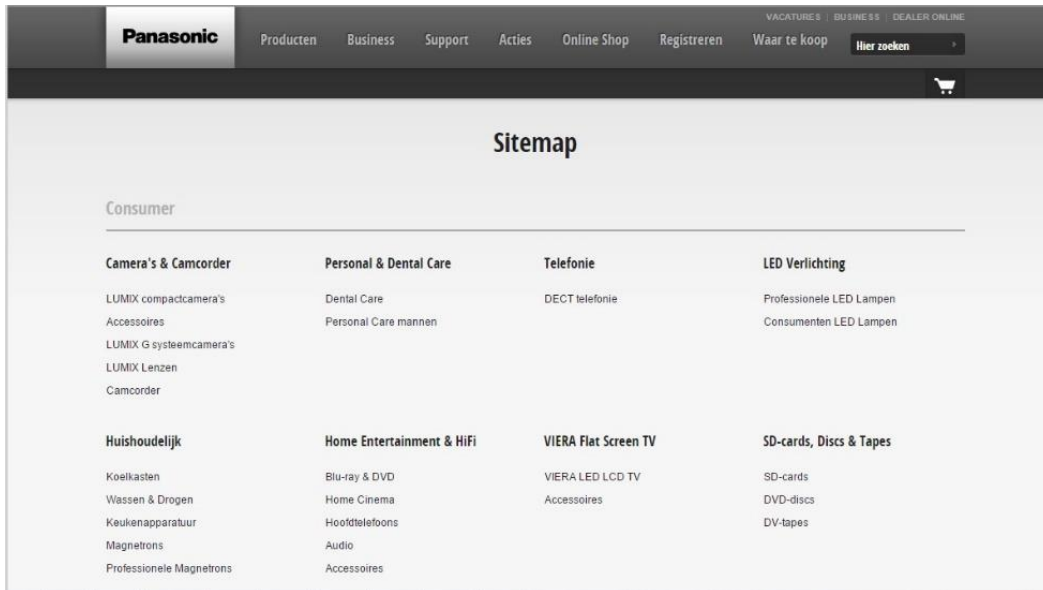 VACATURES | BUSINESS | DEALER ONLINE
Panasonic
Producten Business Support Acties Online Shop Registreren Waar te koop Hier zoeken
Sitemap
Consumer
Camera's & Camcorder
LUMIX compactcamera's
Accessoires
LUMIX G systeemcamera's
LUMIX Lenzen
Camcorder
Personal & Dental Care
Dental Care
Personal Care mannen
Telefonie
DECT telefonie
LED Verlichting
Professionele LED Lampen
Consumenten LED Lampen
Huishoudelijk
Koelkasten
Wassen & Drogen
Keukenapparatuur
Magnetrons
Professionele Magnetrons
Home Entertainment & HiFi
Blu-ray & DVD
Home Cinema
Hoofdtelefoons
Audio
Accessoires
VIERA Flat Screen TV
VIERA LED LCD TV
Accessoires
SD-cards, Discs & Tapes
SD-cards
DVD-discs
DV-tapes